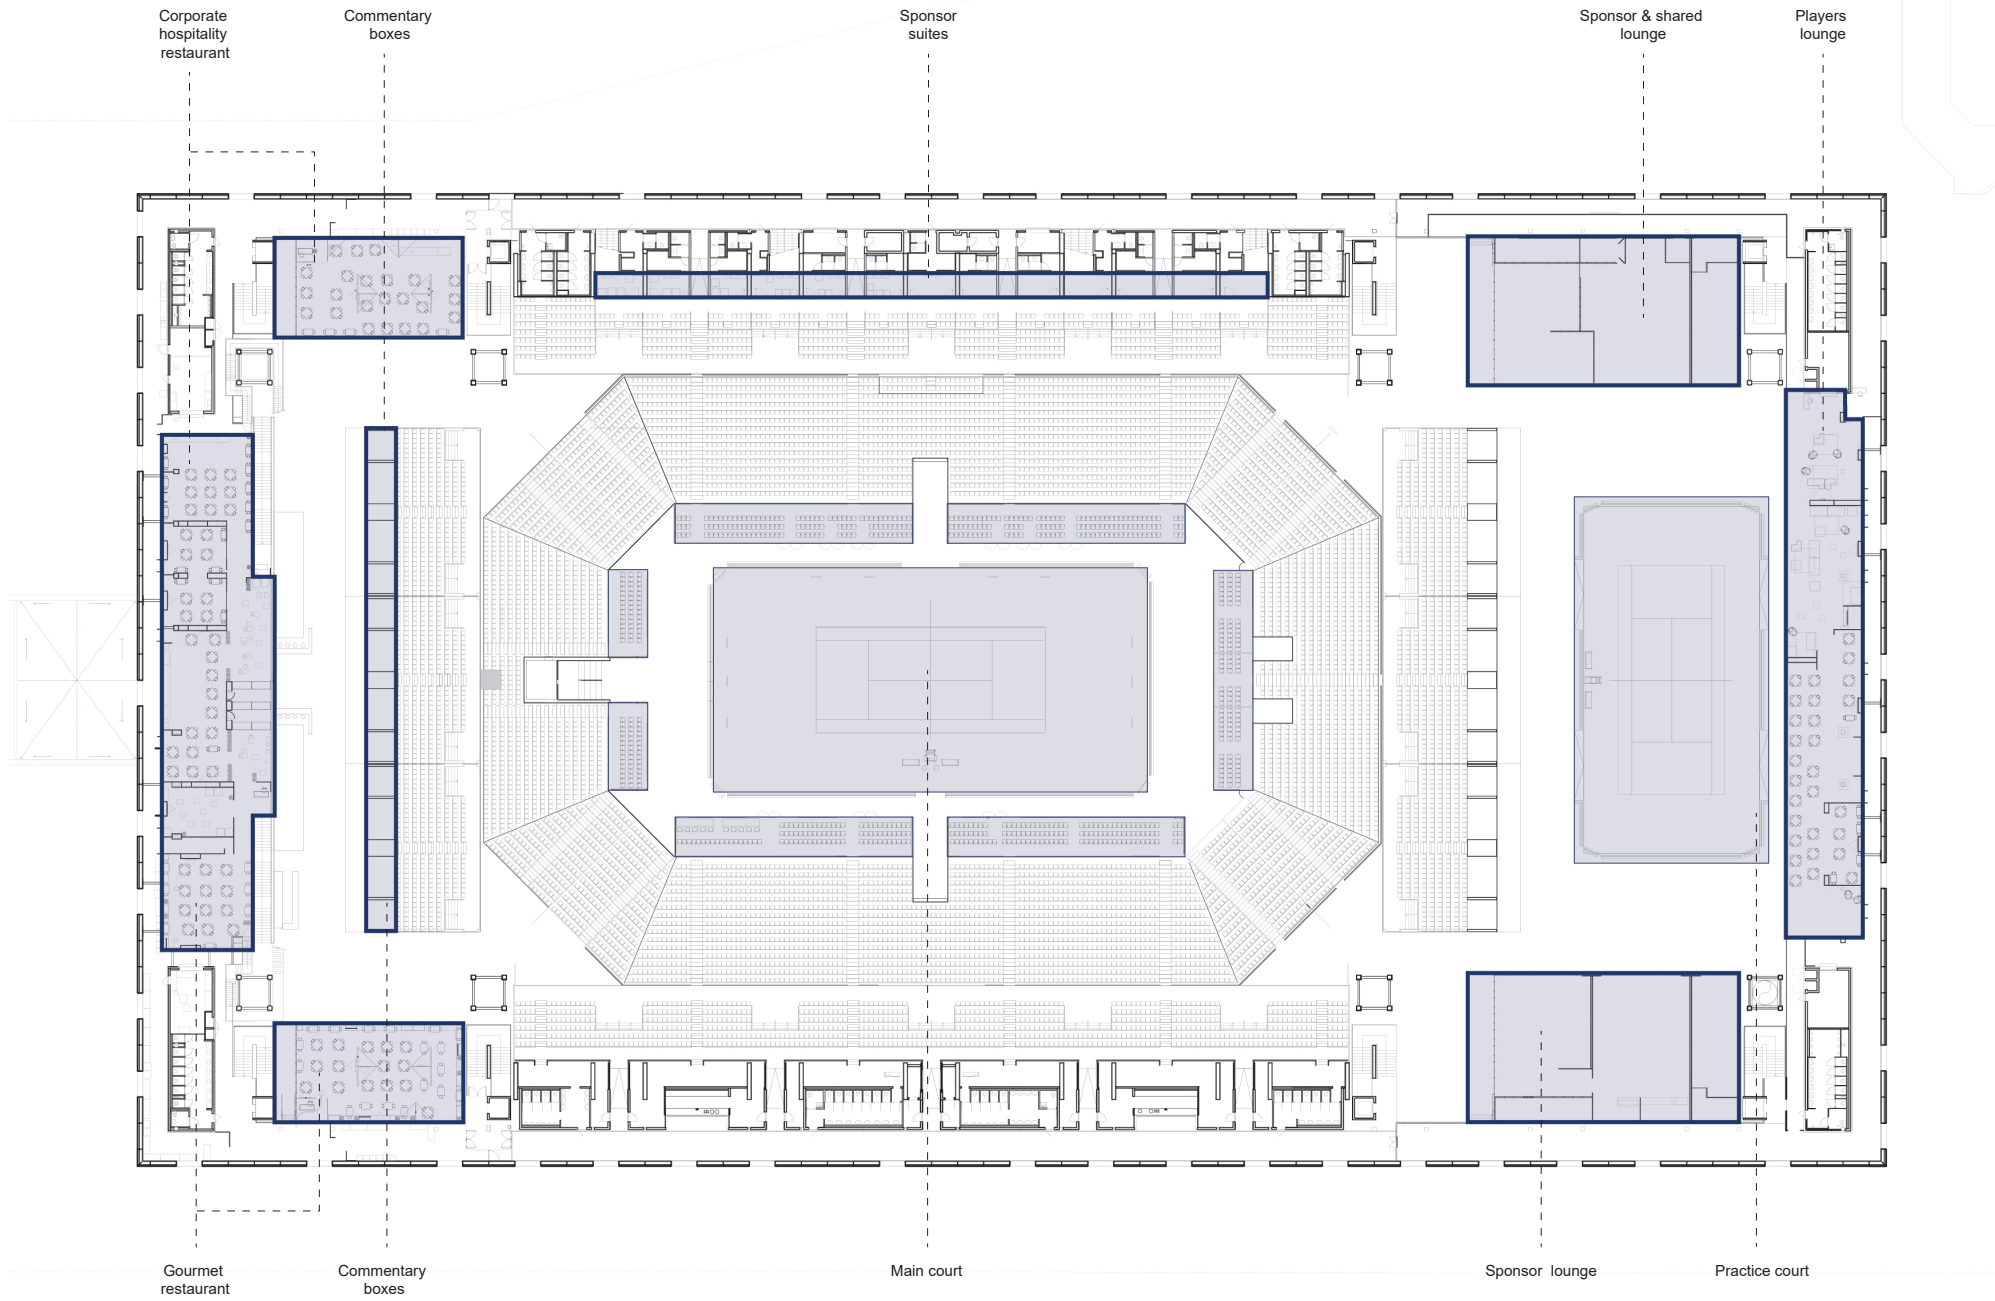 Corporate
hospitality
restaurant
Commentary
boxes
Sponsor
suites
Sponsor & shared
lounge
Players
lounge
Gourmet
restaurant
Commentary
boxes
Main court
Sponsor lounge
Practice court